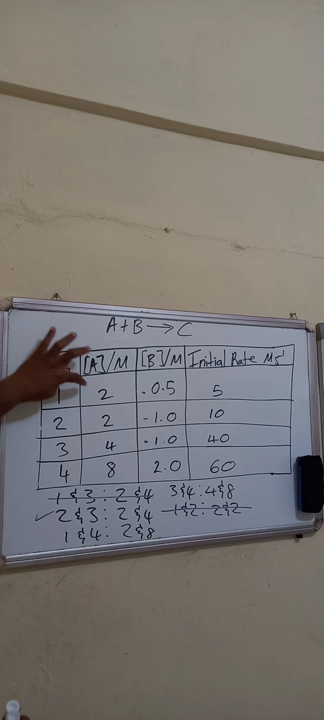 A+B → C
[A]/M [B]/M Initial Rate Ms⁻¹
1 2 0.5 5
2 2 1.0 10
3 4 1.0 40
4 8 2.0 60
1 & 3 : 2 & 4 3 & 4 : 4 & 8
✓ 2 & 3 : 2 & 4 1 & 2 : 2 & 2
1 & 4 : 2 & 8